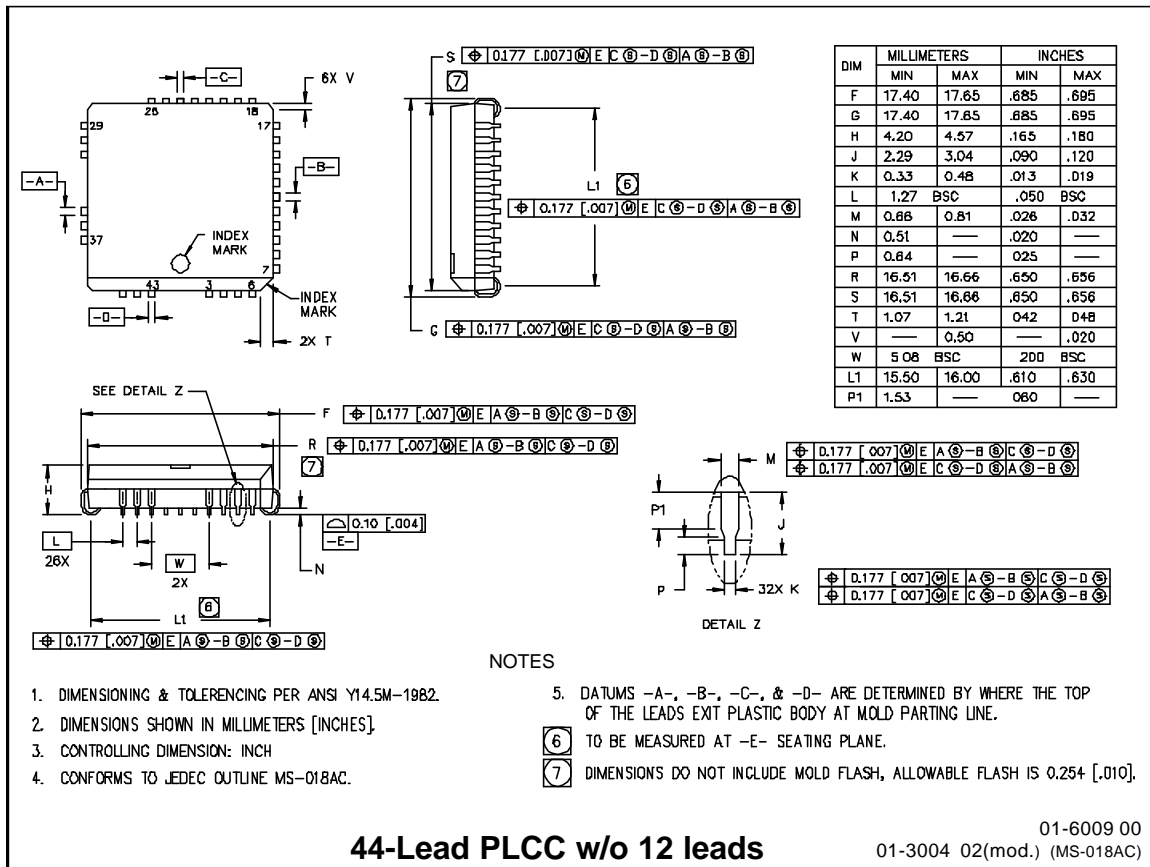 S ⌖ 0.177 [.007] Ⓜ E C Ⓢ-D Ⓢ A Ⓢ-B Ⓢ
7
-C-
6X V
26
18
29
17
-A-
-B-
37
INDEX
MARK
7
43
3
6
INDEX
MARK
-D-
2X T
L1 6
⌖ 0.177 [.007] Ⓜ E C Ⓢ-D Ⓢ A Ⓢ-B Ⓢ
G ⌖ 0.177 [.007] Ⓜ E C Ⓢ-D Ⓢ A Ⓢ-B Ⓢ
DIM MILLIMETERS INCHES
MIN MAX MIN MAX
F 17.40 17.65 .685 .695
G 17.40 17.65 .685 .695
H 4.20 4.57 .165 .180
J 2.29 3.04 .090 .120
K 0.33 0.48 .013 .019
L 1.27 BSC .050 BSC
M 0.66 0.81 .026 .032
N 0.51 — .020 —
P 0.64 — 025 —
R 16.51 16.66 .650 .656
S 16.51 16.66 .650 .656
T 1.07 1.21 042 048
V — 0.50 — .020
W 5 08 BSC 200 BSC
L1 15.50 16.00 .610 .630
P1 1.53 — 060 —
SEE DETAIL Z
F ⌖ 0.177 [.007] Ⓜ E A Ⓢ-B Ⓢ C Ⓢ-D Ⓢ
R ⌖ 0.177 [.007] Ⓜ E A Ⓢ-B Ⓢ C Ⓢ-D Ⓢ
7
H
⌓ 0.10 [.004]
-E-
L
26X
W
2X
N
L1 6
⌖ 0.177 [.007] Ⓜ E A Ⓢ-B Ⓢ C Ⓢ-D Ⓢ
M
⌖ 0.177 [ 007] Ⓜ E A Ⓢ-B Ⓢ C Ⓢ-D Ⓢ
⌖ 0.177 [.007] Ⓜ E C Ⓢ-D Ⓢ A Ⓢ-B Ⓢ
P1
J
P
32X K
⌖ 0.177 [ 007] Ⓜ E A Ⓢ-B Ⓢ C Ⓢ-D Ⓢ
⌖ 0.177 [ 007] Ⓜ E C Ⓢ-D Ⓢ A Ⓢ-B Ⓢ
DETAIL Z
NOTES
1. DIMENSIONING & TOLERENCING PER ANSI Y14.5M-1982.
2. DIMENSIONS SHOWN IN MILLIMETERS [INCHES].
3. CONTROLLING DIMENSION: INCH
4. CONFORMS TO JEDEC OUTLINE MS-018AC.
5. DATUMS -A-, -B-, -C-, & -D- ARE DETERMINED BY WHERE THE TOP
OF THE LEADS EXIT PLASTIC BODY AT MOLD PARTING LINE.
6 TO BE MEASURED AT -E- SEATING PLANE.
7 DIMENSIONS DO NOT INCLUDE MOLD FLASH, ALLOWABLE FLASH IS 0.254 [.010].
44-Lead PLCC w/o 12 leads
01-6009 00
01-3004 02(mod.) (MS-018AC)